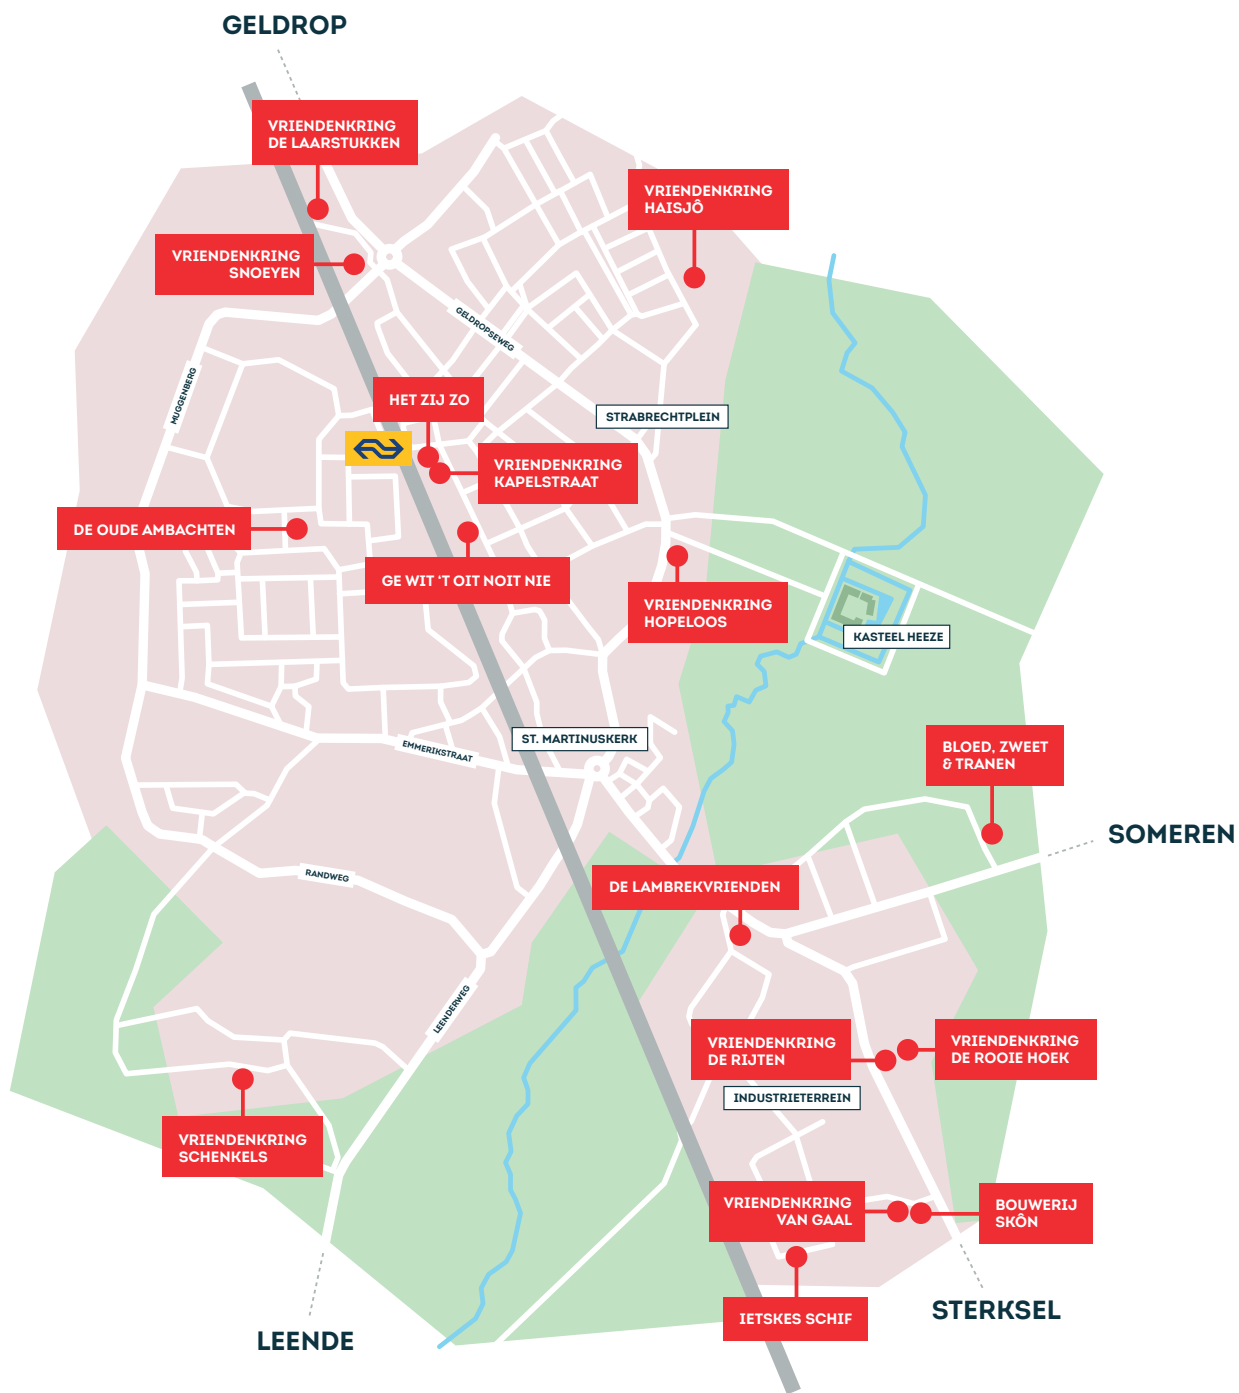 GELDROP
VRIENDENKRING
DE LAARSTUKKEN
VRIENDENKRING
HAISJÔ
VRIENDENKRING
SNOEYEN
GELDROPSEWEG
MUGGENBERG
HET ZIJ ZO
STRABRECHTPLEIN
VRIENDENKRING
KAPELSTRAAT
DE OUDE AMBACHTEN
GE WIT ‘T OIT NOIT NIE
VRIENDENKRING
HOPELOOS
KASTEEL HEEZE
ST. MARTINUSKERK
EMMERIKSTRAAT
BLOED, ZWEET
& TRANEN
SOMEREN
RANDWEG
DE LAMBREKVRIENDEN
LEENDERWEG
VRIENDENKRING
DE RIJTEN
VRIENDENKRING
DE ROOIE HOEK
INDUSTRIETERREIN
VRIENDENKRING
SCHENKELS
VRIENDENKRING
VAN GAAL
BOUWERIJ
SKÔN
IETSKES SCHIF
STERKSEL
LEENDE